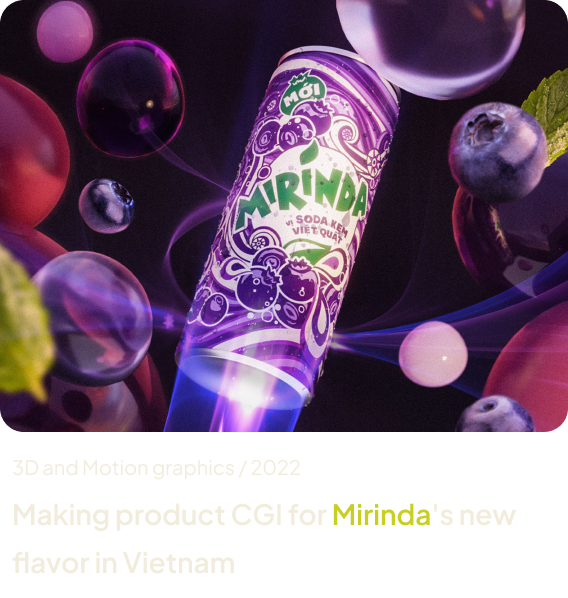 MỚI
MIRINDA
VỊ SODA KEM
VIỆT QUẤT
3D and Motion graphics / 2022
Making product CGI for Mirinda's new
flavor in Vietnam